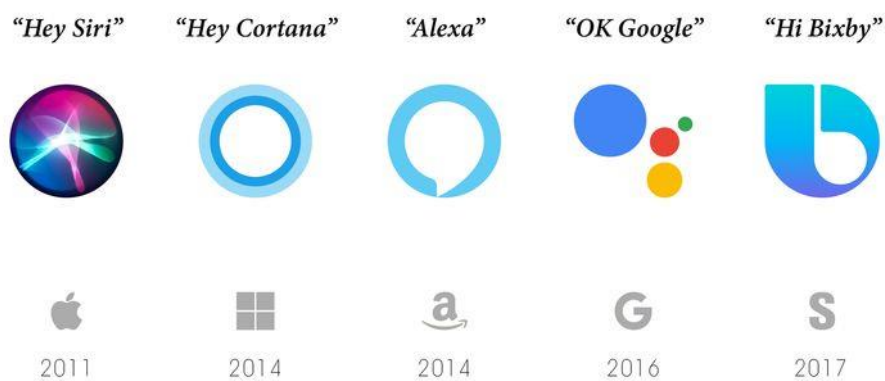 “Hey Siri” “Hey Cortana” “Alexa” “OK Google” “Hi Bixby”
a G S
2011 2014 2014 2016 2017